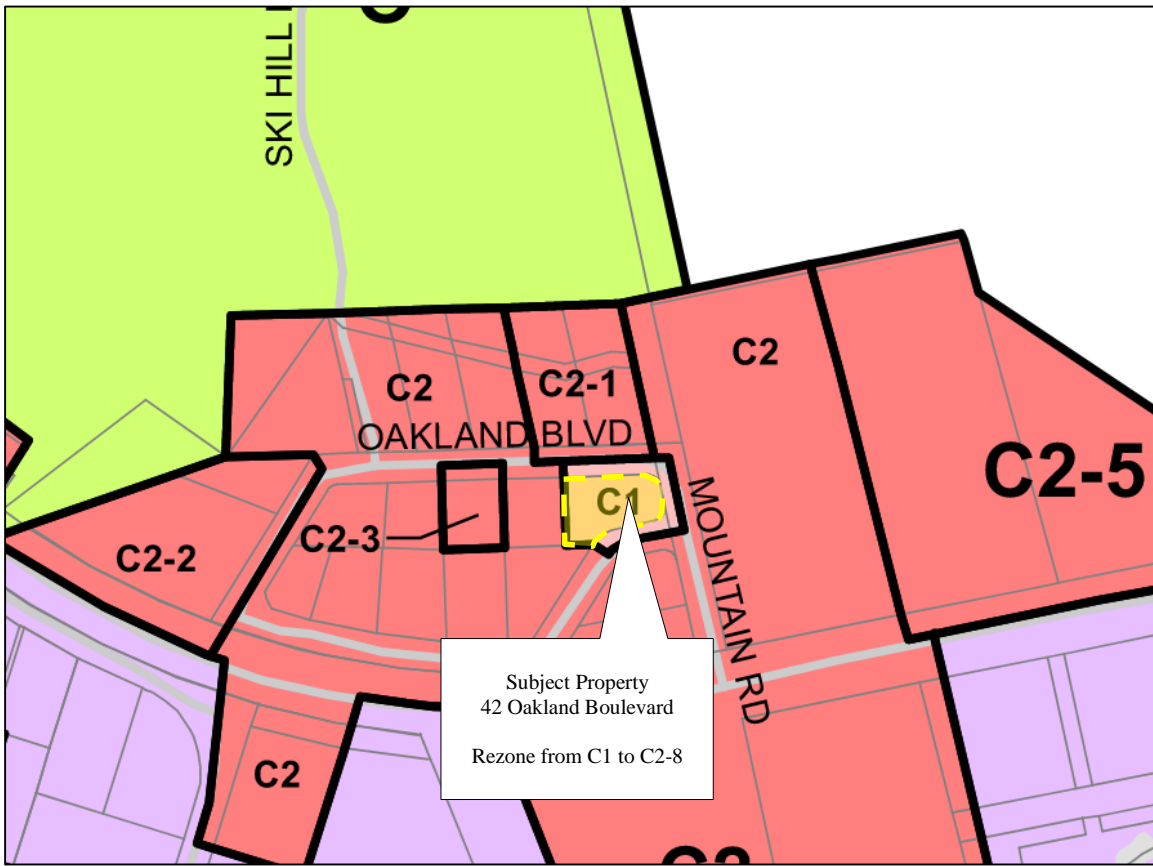 SKI HILL
C2
C2
C2-1
OAKLAND BLVD
C2-5
C1
C2-3
C2-2
MOUNTAIN RD
Subject Property
42 Oakland Boulevard
Rezone from C1 to C2-8
C2